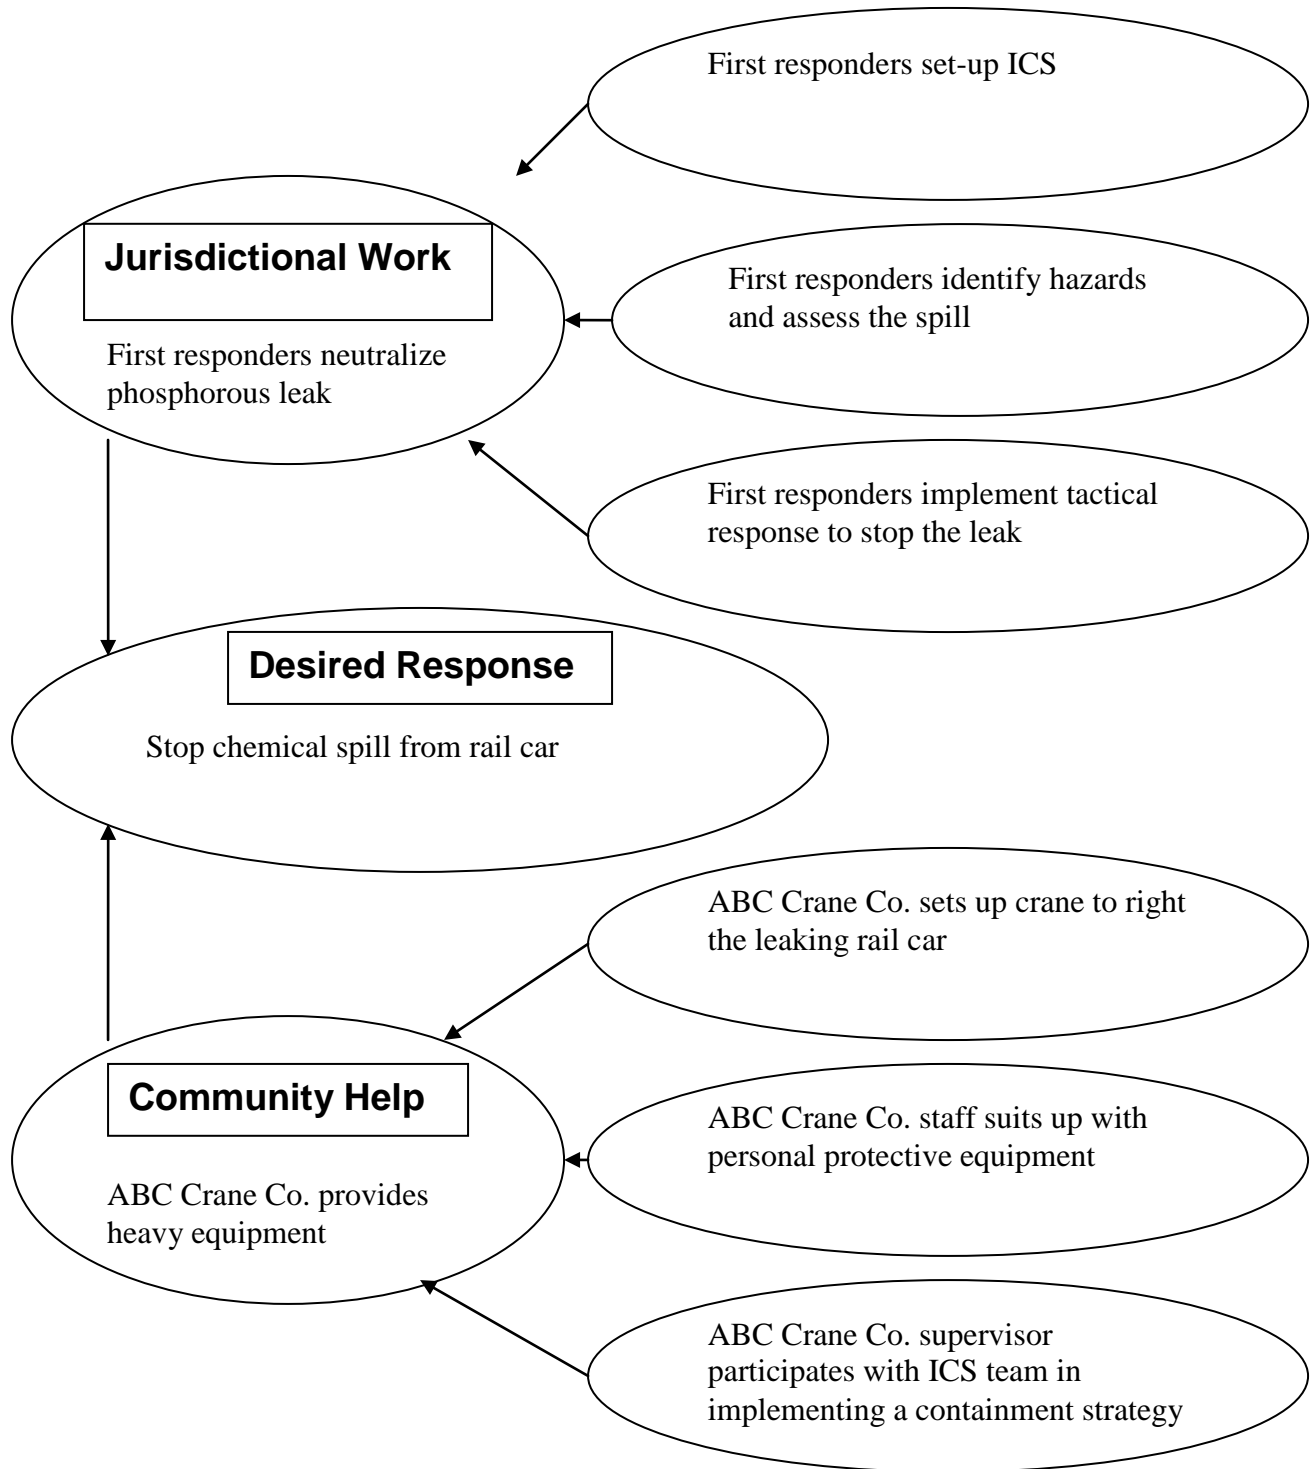 First responders set-up ICS
Jurisdictional Work
First responders neutralize
phosphorous leak
First responders identify hazards
and assess the spill
First responders implement tactical
response to stop the leak
Desired Response
Stop chemical spill from rail car
ABC Crane Co. sets up crane to right
the leaking rail car
Community Help
ABC Crane Co. provides
heavy equipment
ABC Crane Co. staff suits up with
personal protective equipment
ABC Crane Co. supervisor
participates with ICS team in
implementing a containment strategy